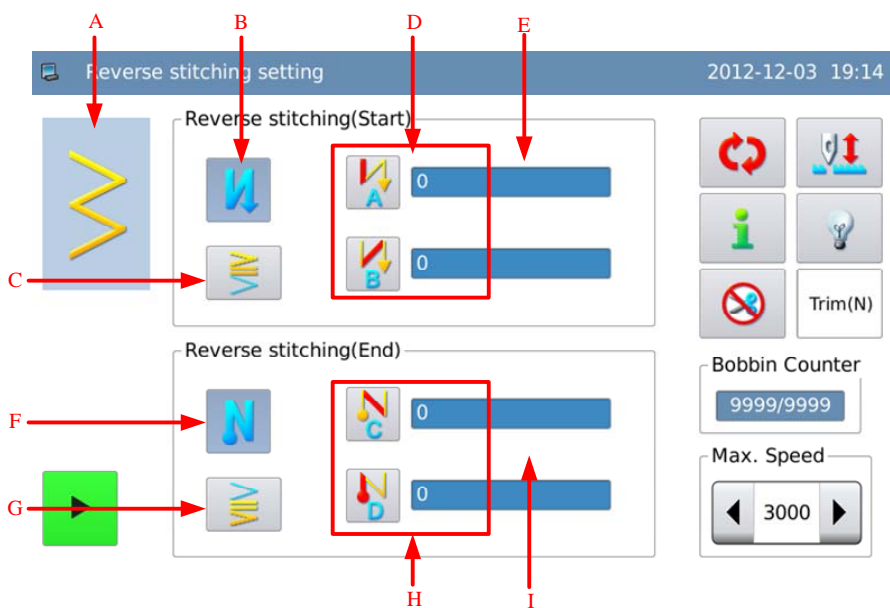 A
B
D
E
Reverse stitching setting
2012-12-03 19:14
Reverse stitching(Start)
A
0
C
B
0
Trim(N)
Reverse stitching(End)
Bobbin Counter
9999/9999
F
C
0
Max. Speed
G
D
0
3000
H
I